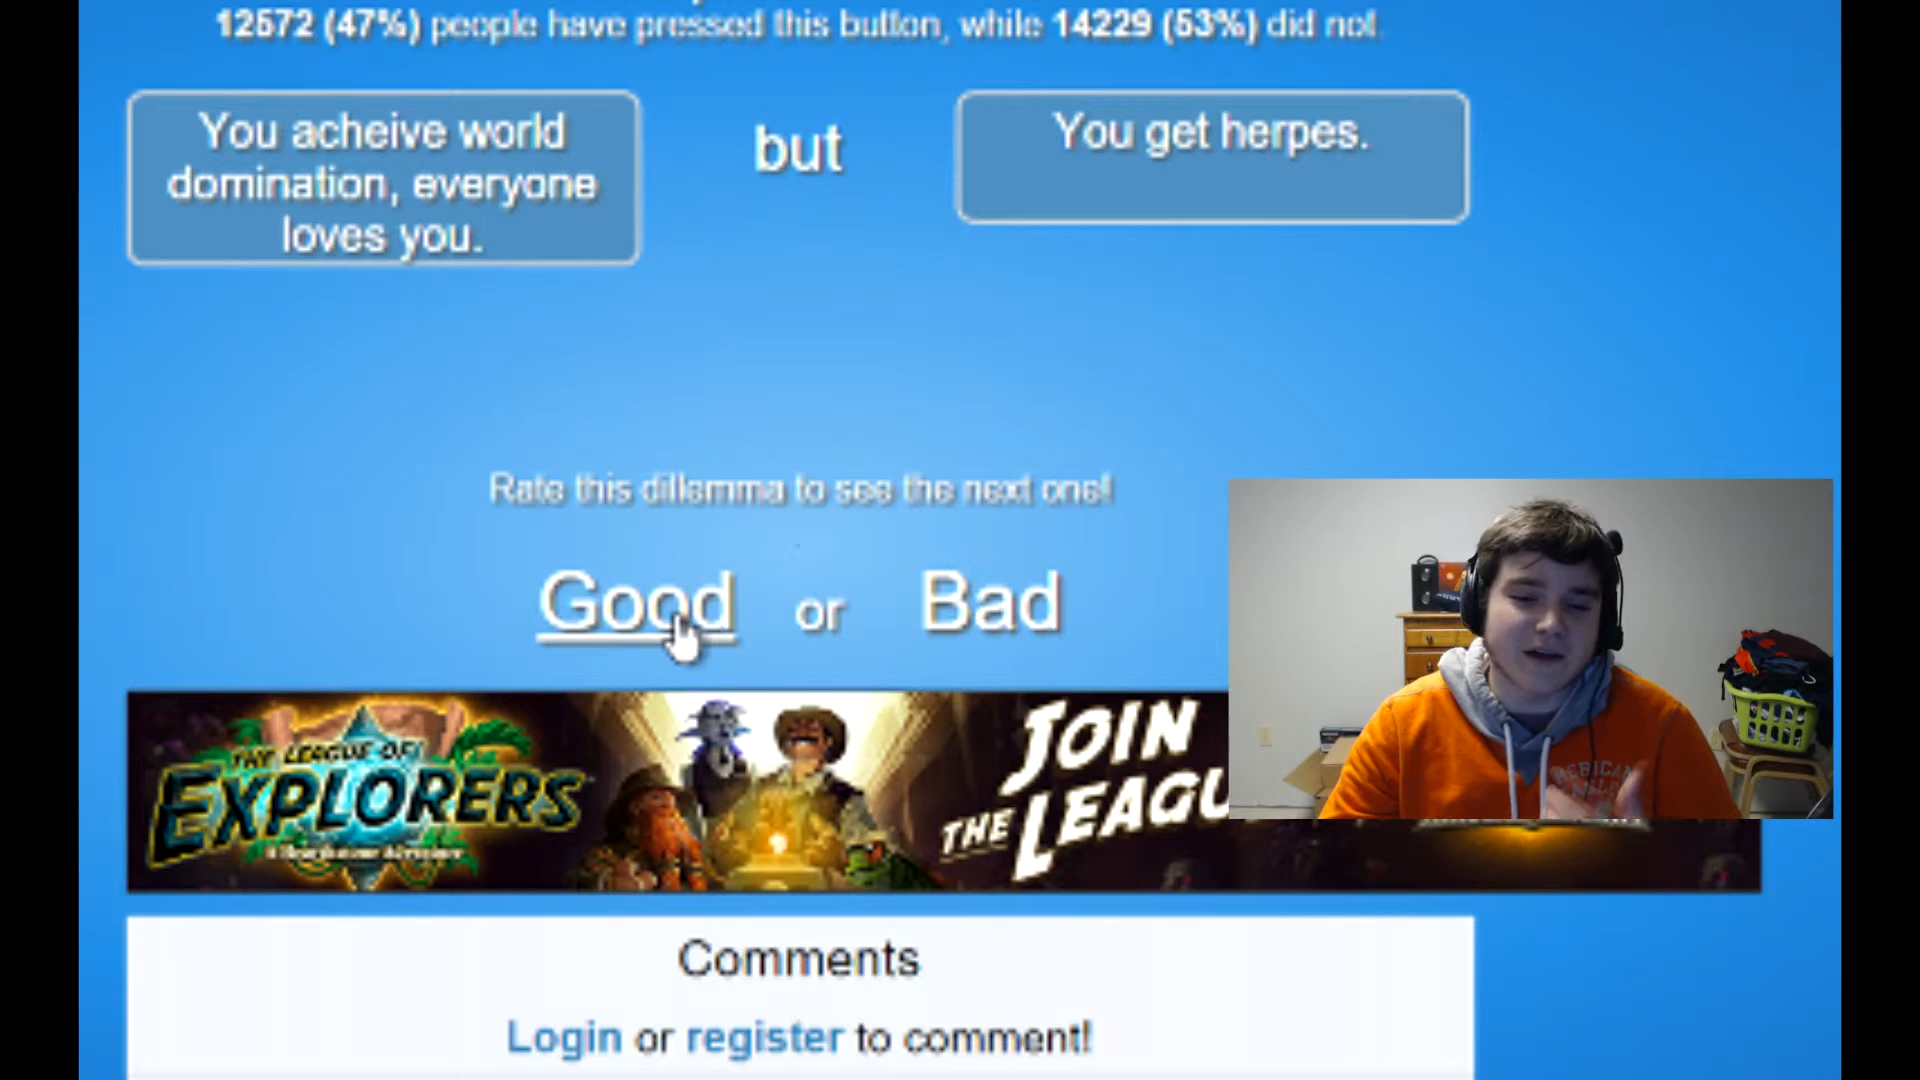 12572 (47%) people have pressed this button, while 14229 (53%) did not.
You acheive world
domination, everyone
loves you.
but
You get herpes.
Rate this dillemma to see the next one!
Good or Bad
THE LEAGUE OF
EXPLORERS
JOIN
THE LEAGU
Comments
Login or register to comment!